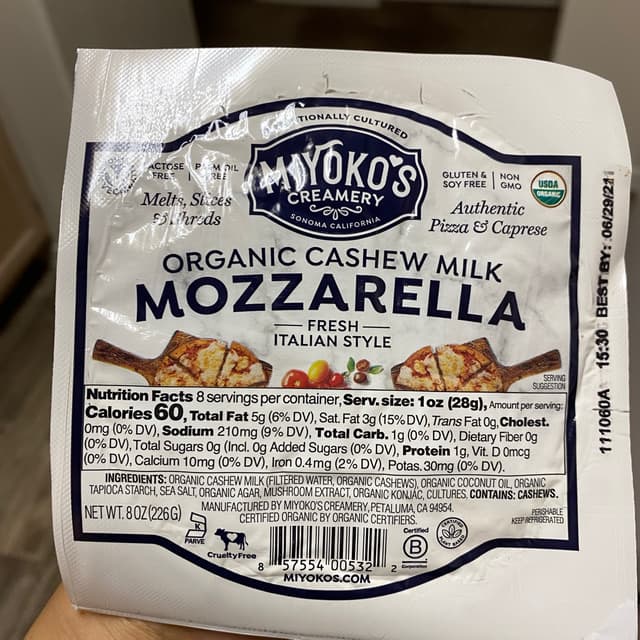 TIONALLY CULTURED
MIYOKO'S
CREAMERY
SONOMA CALIFORNIA
ACTOSE FREE | PALM OIL FREE
VEGAN
Melts, Slices
& Shreds
GLUTEN & SOY FREE | NON GMO
USDA
ORGANIC
Authentic
Pizza & Caprese
ORGANIC CASHEW MILK
MOZZARELLA
FRESH
ITALIAN STYLE
SERVING
SUGGESTION
Nutrition Facts 8 servings per container, Serv. size: 1oz (28g), Amount per serving:
Calories 60, Total Fat 5g (6% DV), Sat. Fat 3g (15% DV), Trans Fat 0g, Cholest.
0mg (0% DV), Sodium 210mg (9% DV), Total Carb. 1g (0% DV), Dietary Fiber 0g
(0% DV), Total Sugars 0g (Incl. 0g Added Sugars (0% DV), Protein 1g, Vit. D 0mcg
(0% DV), Calcium 10mg (0% DV), Iron 0.4mg (2% DV), Potas. 30mg (0% DV).
INGREDIENTS: ORGANIC CASHEW MILK (FILTERED WATER, ORGANIC CASHEWS), ORGANIC COCONUT OIL, ORGANIC
TAPIOCA STARCH, SEA SALT, ORGANIC AGAR, MUSHROOM EXTRACT, ORGANIC KONJAC, CULTURES. CONTAINS: CASHEWS.
MANUFACTURED BY MIYOKO'S CREAMERY, PETALUMA, CA 94954.
CERTIFIED ORGANIC BY ORGANIC CERTIFIERS.
NET WT. 8 OZ (226 G)
PERISHABLE
KEEP REFRIGERATED
K
PARVE
CrueltyFree
8 57554 00532 2
MIYOKOS.COM
Certified
B
Corporation
CERTIFIED
PLANT BASED
111060A 15:30 BEST BY: 06/29/21